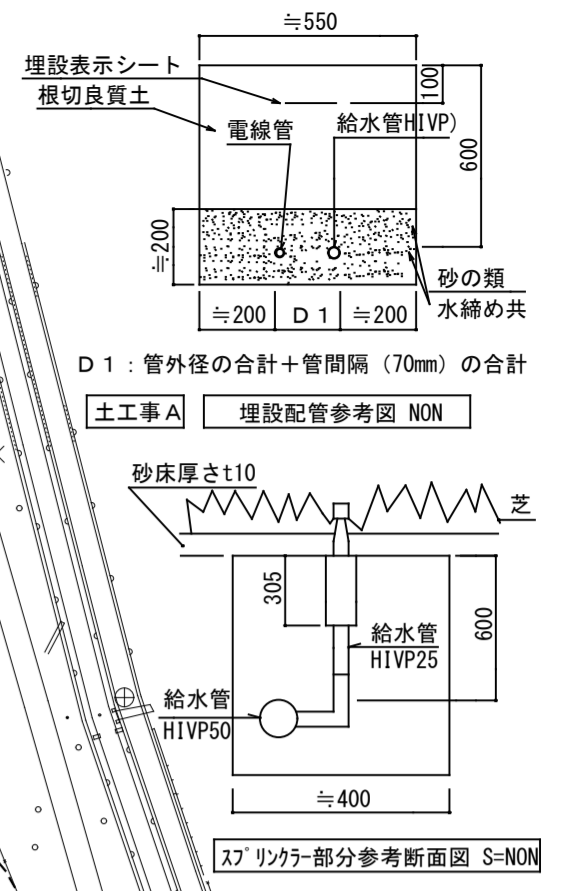 ≒550
埋設表示シート
100
根切良質土
電線管
給水管HIVP)
600
≒200
砂の類
≒200
D1
≒200
水締め共
D1:管外径の合計+管間隔(70mm)の合計
土工事A
埋設配管参考図 NON
砂床厚さt10
芝
305
600
給水管
HIVP25
給水管
HIVP50
≒400
スプリンクラー部分参考断面図 S=NON